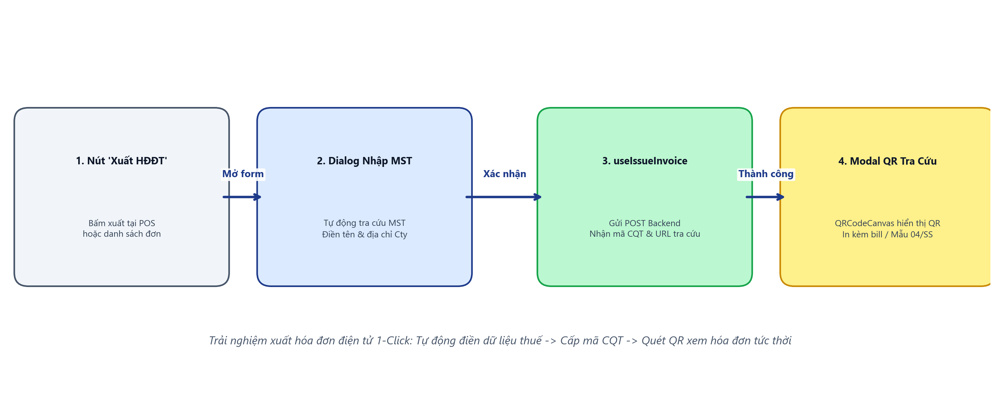 1. Nút 'Xuất HĐĐT'
Bấm xuất tại POS
hoặc danh sách đơn
Mở form
2. Dialog Nhập MST
Tự động tra cứu MST
Điền tên & địa chỉ Cty
Xác nhận
3. useIssueInvoice
Gửi POST Backend
Nhận mã CQT & URL tra cứu
Thành công
4. Modal QR Tra Cứu
QRCodeCanvas hiển thị QR
In kèm bill / Mẫu 04/SS
Trải nghiệm xuất hóa đơn điện tử 1-Click: Tự động điền dữ liệu thuế -> Cấp mã CQT -> Quét QR xem hóa đơn tức thời